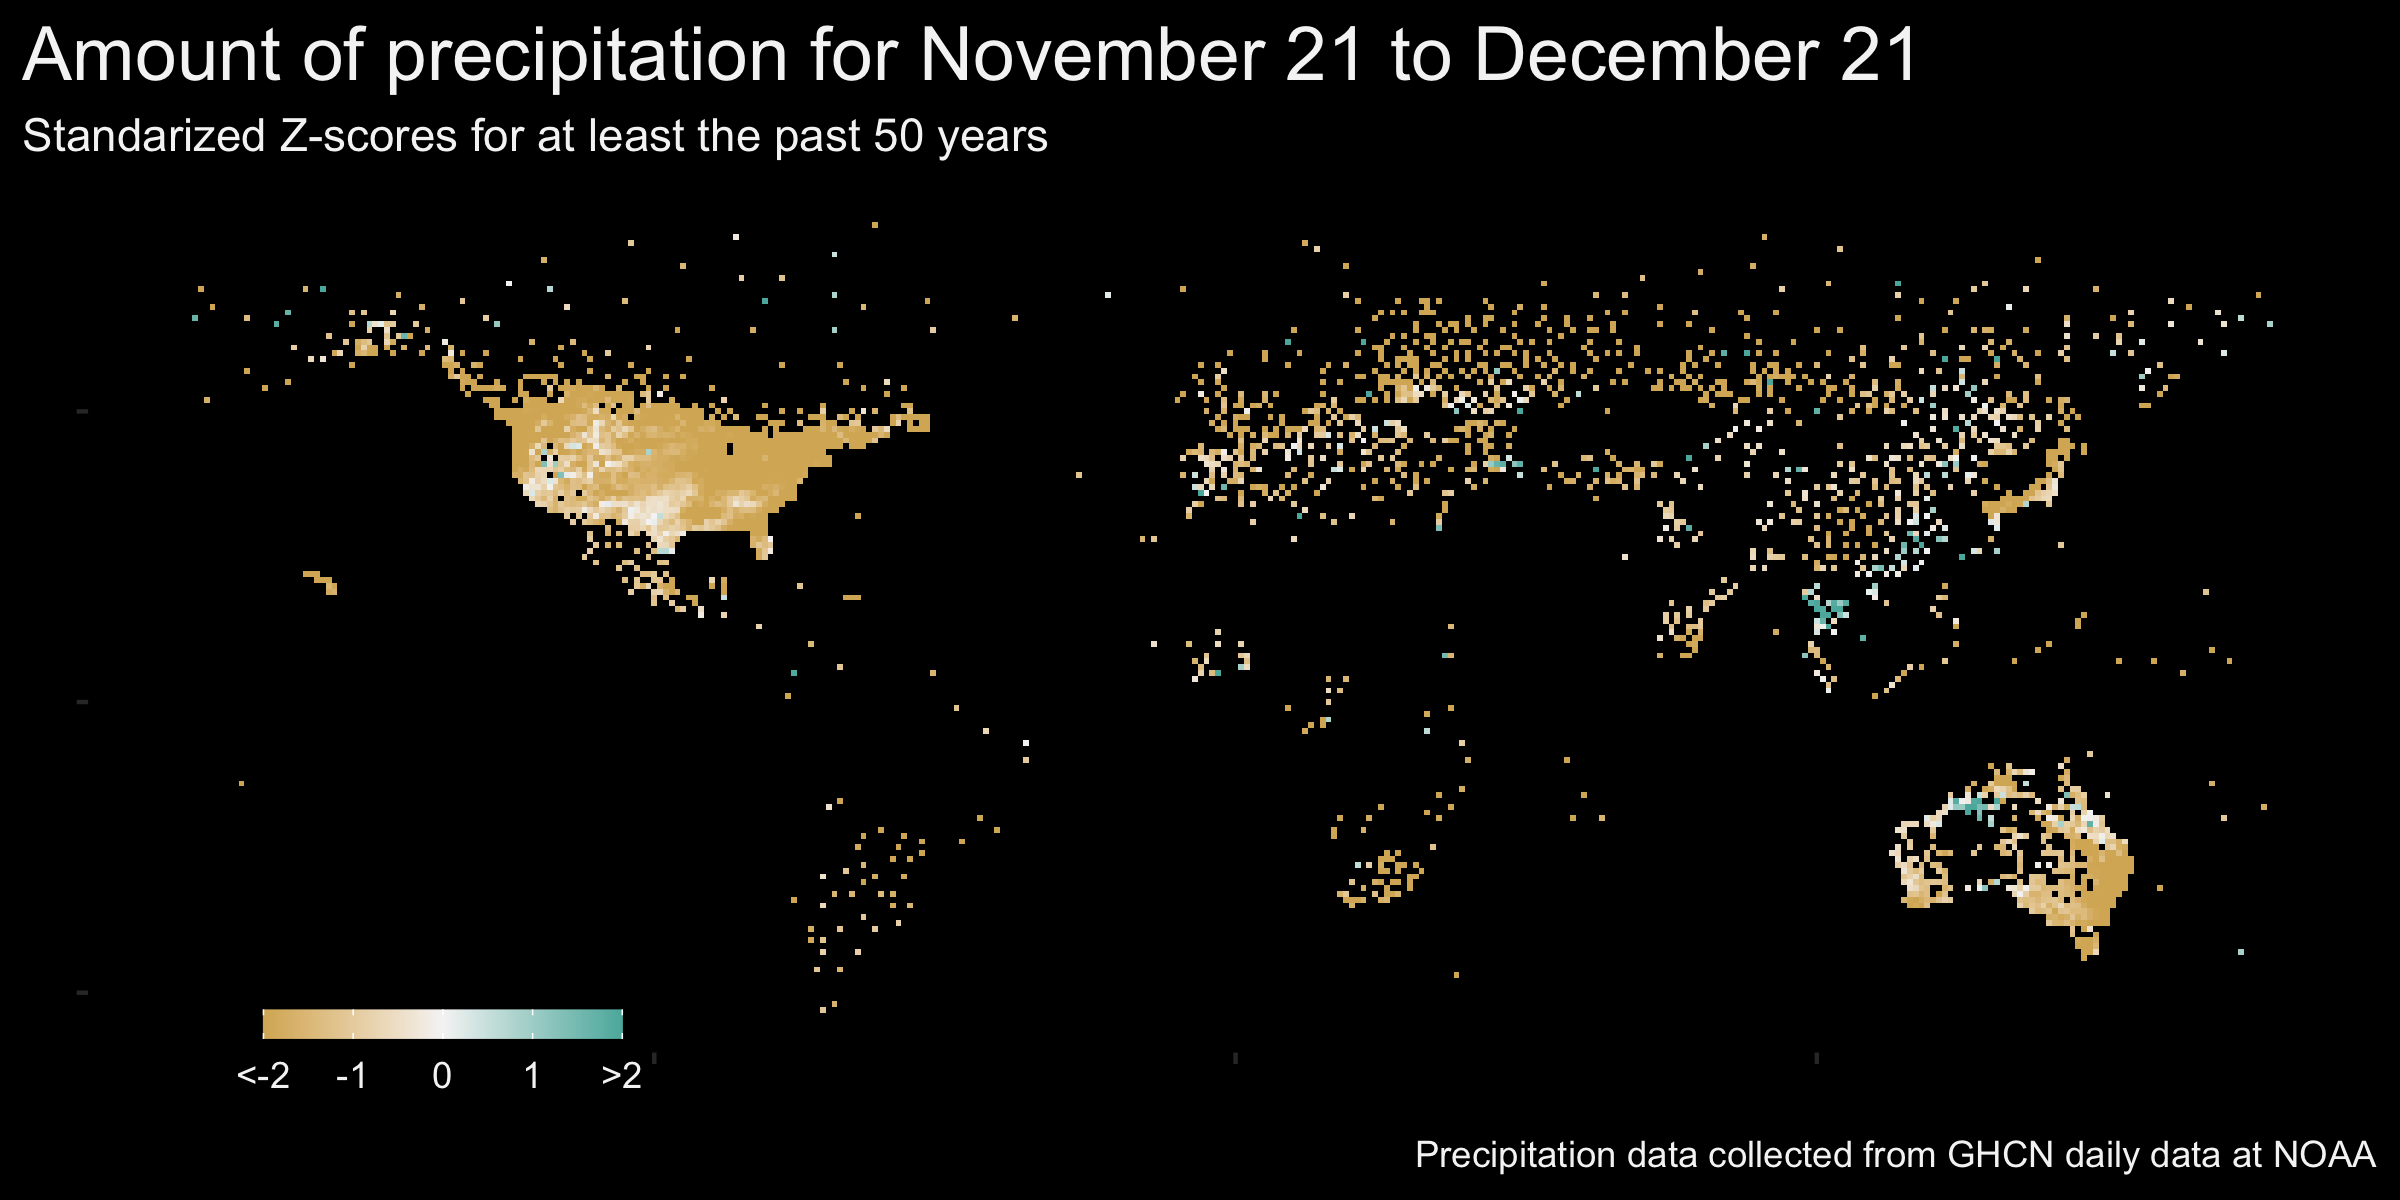 Amount of precipitation for November 21 to December 21
Standarized Z-scores for at least the past 50 years
<-2 -1 0 1 >2
Precipitation data collected from GHCN daily data at NOAA